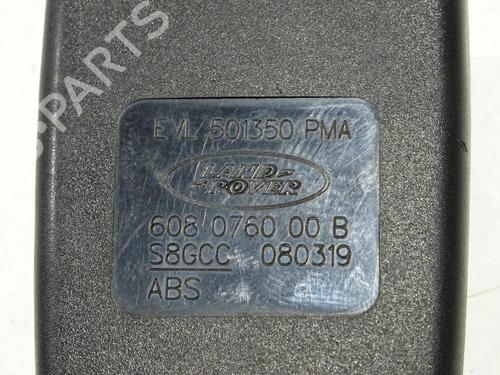 B-PARTS
EVL 501350 PMA
LAND
ROVER
608 0760 00 B
S8GCC 080319
ABS